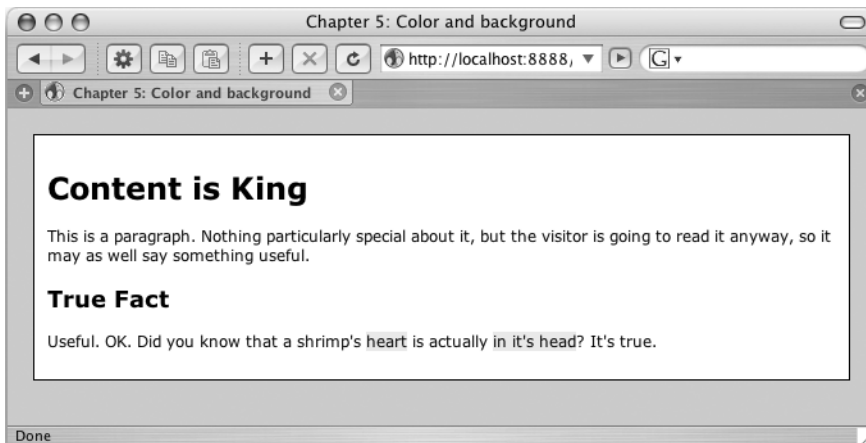 Chapter 5: Color and background
http://localhost:8888/
G
Chapter 5: Color and background
Content is King
This is a paragraph. Nothing particularly special about it, but the visitor is going to read it anyway, so it
may as well say something useful.
True Fact
Useful. OK. Did you know that a shrimp's heart is actually in it's head? It's true.
Done